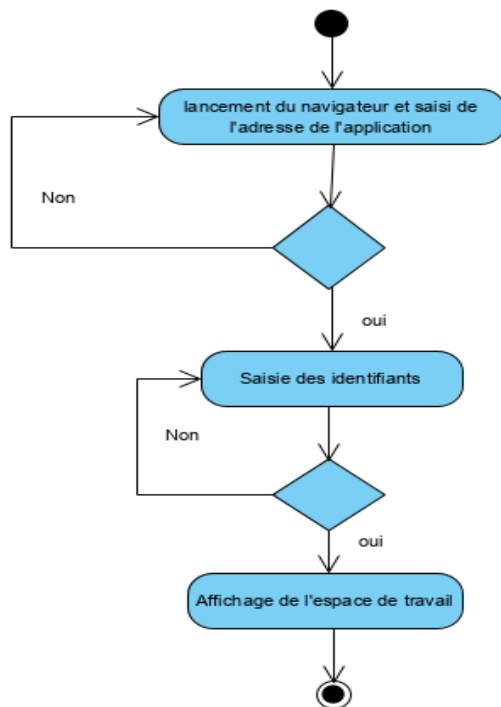 lancement du navigateur et saisi de
l'adresse de l'application
Non
oui
Saisie des identifiants
Non
oui
Affichage de l'espace de travail